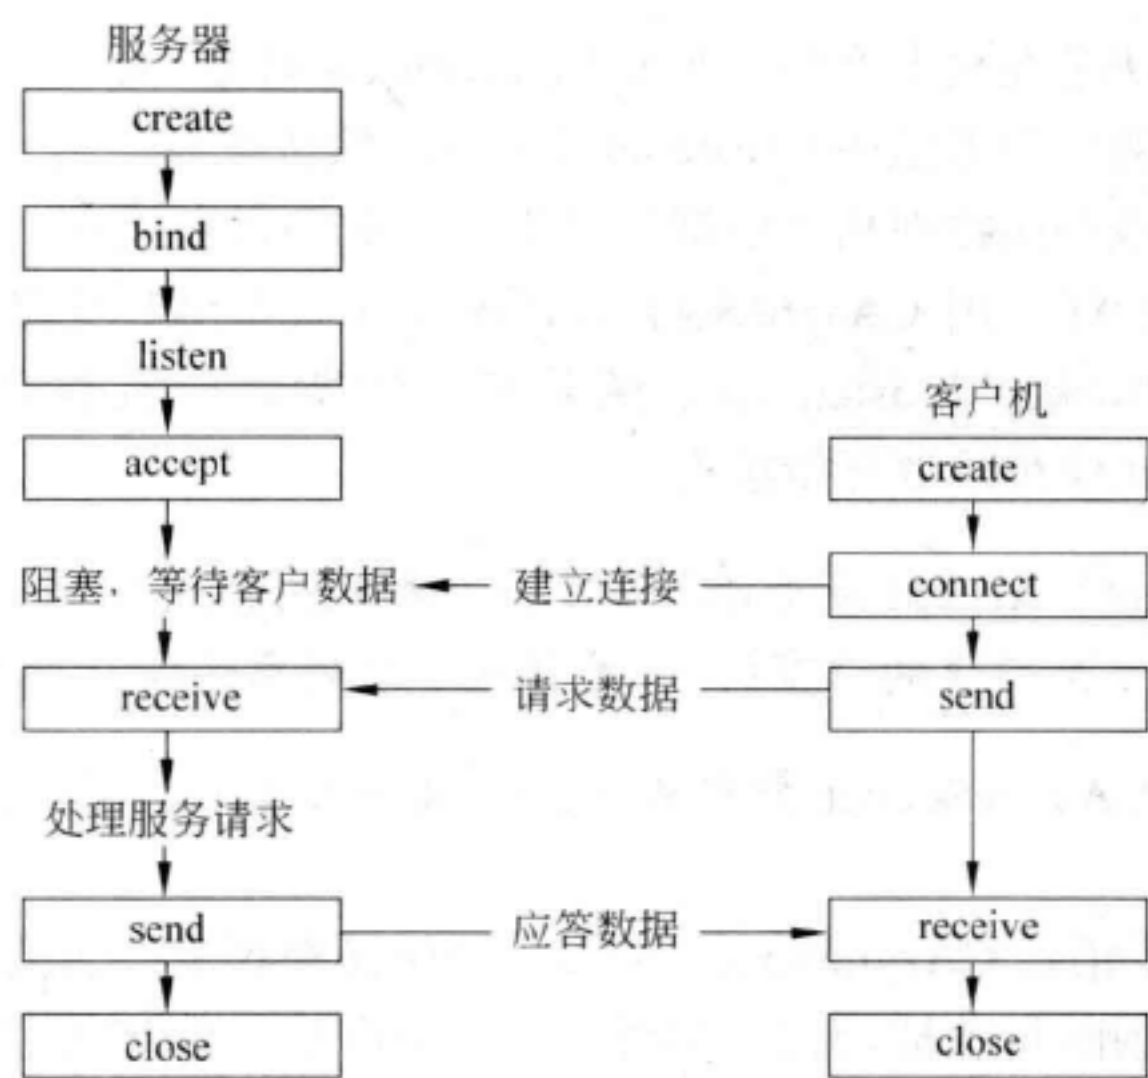 服务器
create
bind
listen
accept
客户机
create
阻塞，等待客户数据
建立连接
connect
receive
请求数据
send
处理服务请求
send
应答数据
receive
close
close